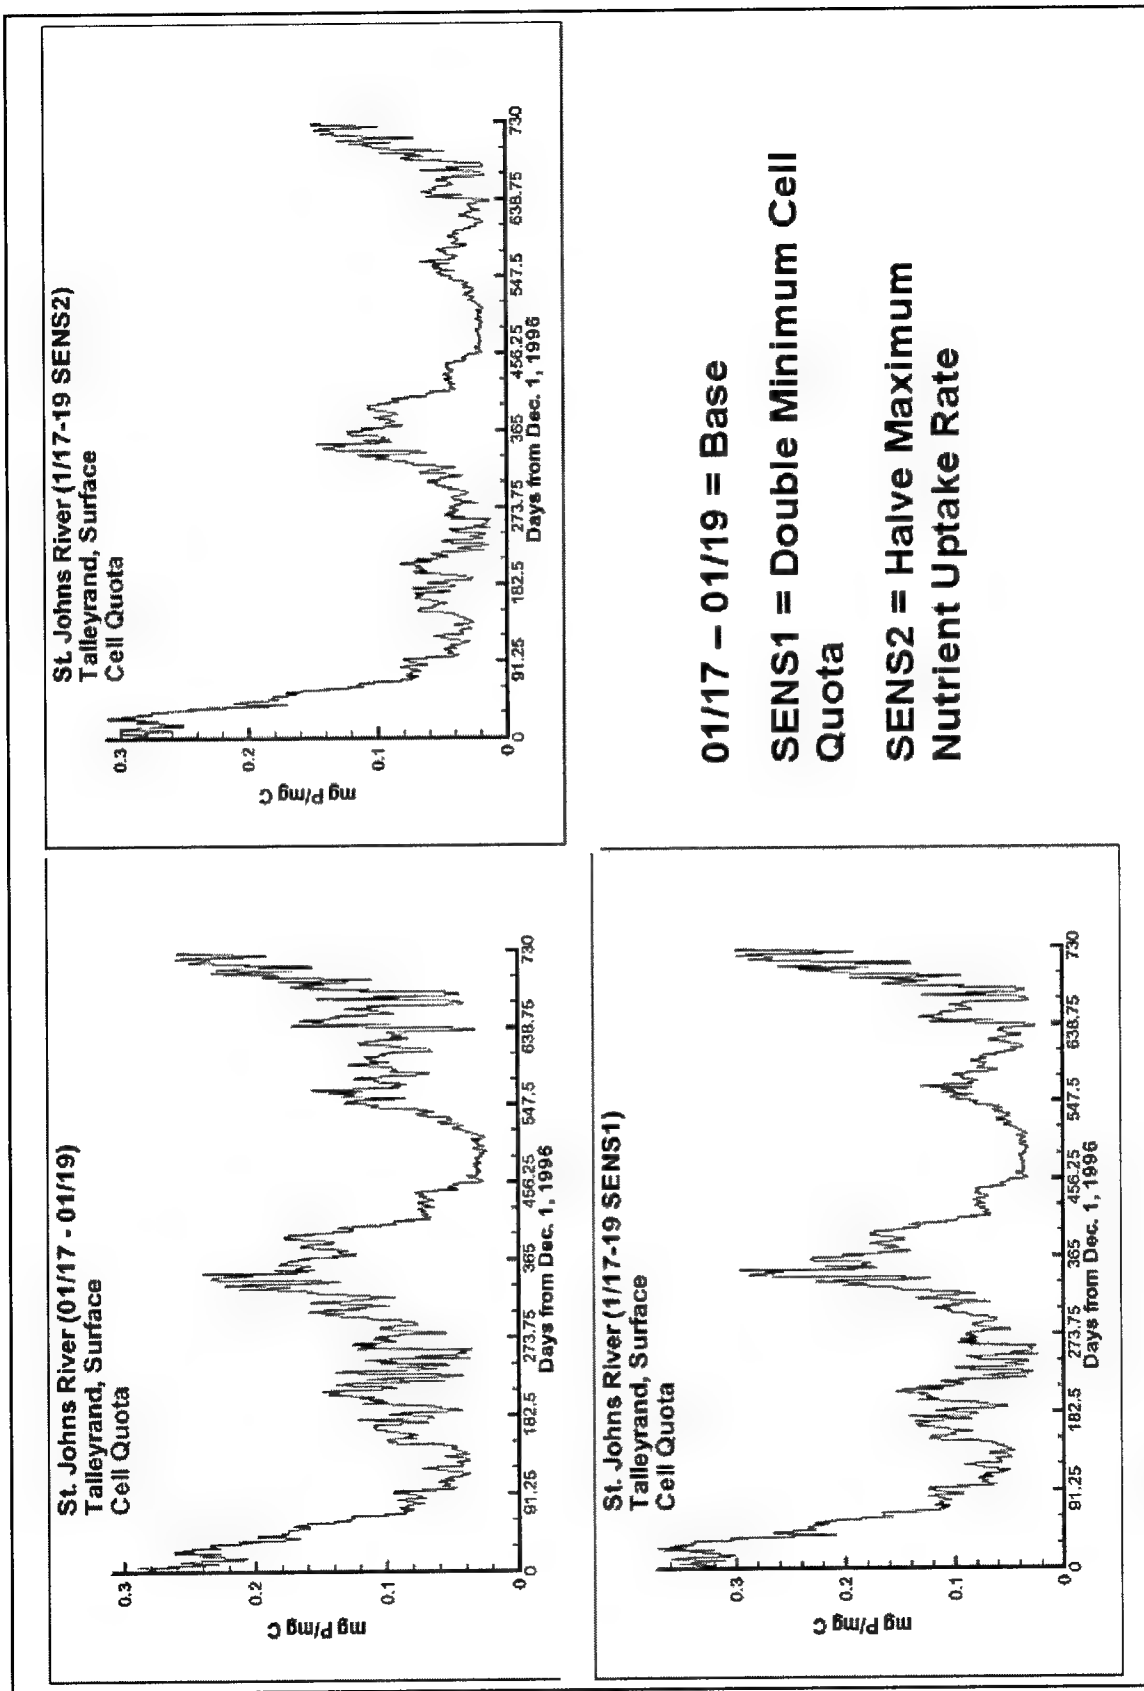 St. Johns River (01/17 - 01/19)
Talleyrand, Surface
Cell Quota
0.3
0.2
0.1
0
mg P/mg C
0 91.25 182.5 273.75 365 456.25 547.5 638.75 730
Days from Dec. 1, 1996
St. Johns River (1/17-19 SENS2)
Talleyrand, Surface
Cell Quota
0.3
0.2
0.1
0
mg P/mg C
0 91.25 182.5 273.75 365 456.25 547.5 638.75 730
Days from Dec. 1, 1996
St. Johns River (1/17-19 SENS1)
Talleyrand, Surface
Cell Quota
0.3
0.2
0.1
0
mg P/mg C
0 91.25 182.5 273.75 365 456.25 547.5 638.75 730
Days from Dec. 1, 1996
01/17 – 01/19 = Base
SENS1 = Double Minimum Cell
Quota
SENS2 = Halve Maximum
Nutrient Uptake Rate